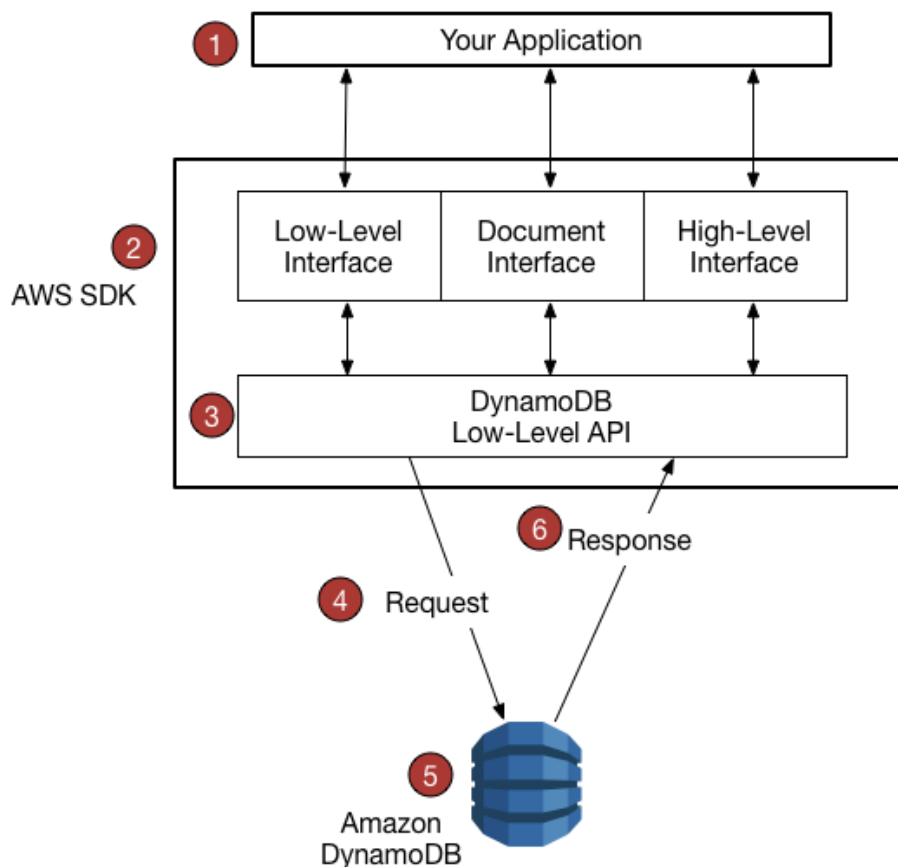 1
Your Application
2
AWS SDK
Low-Level
Interface
Document
Interface
High-Level
Interface
3
DynamoDB
Low-Level API
6
Response
4
Request
5
Amazon
DynamoDB